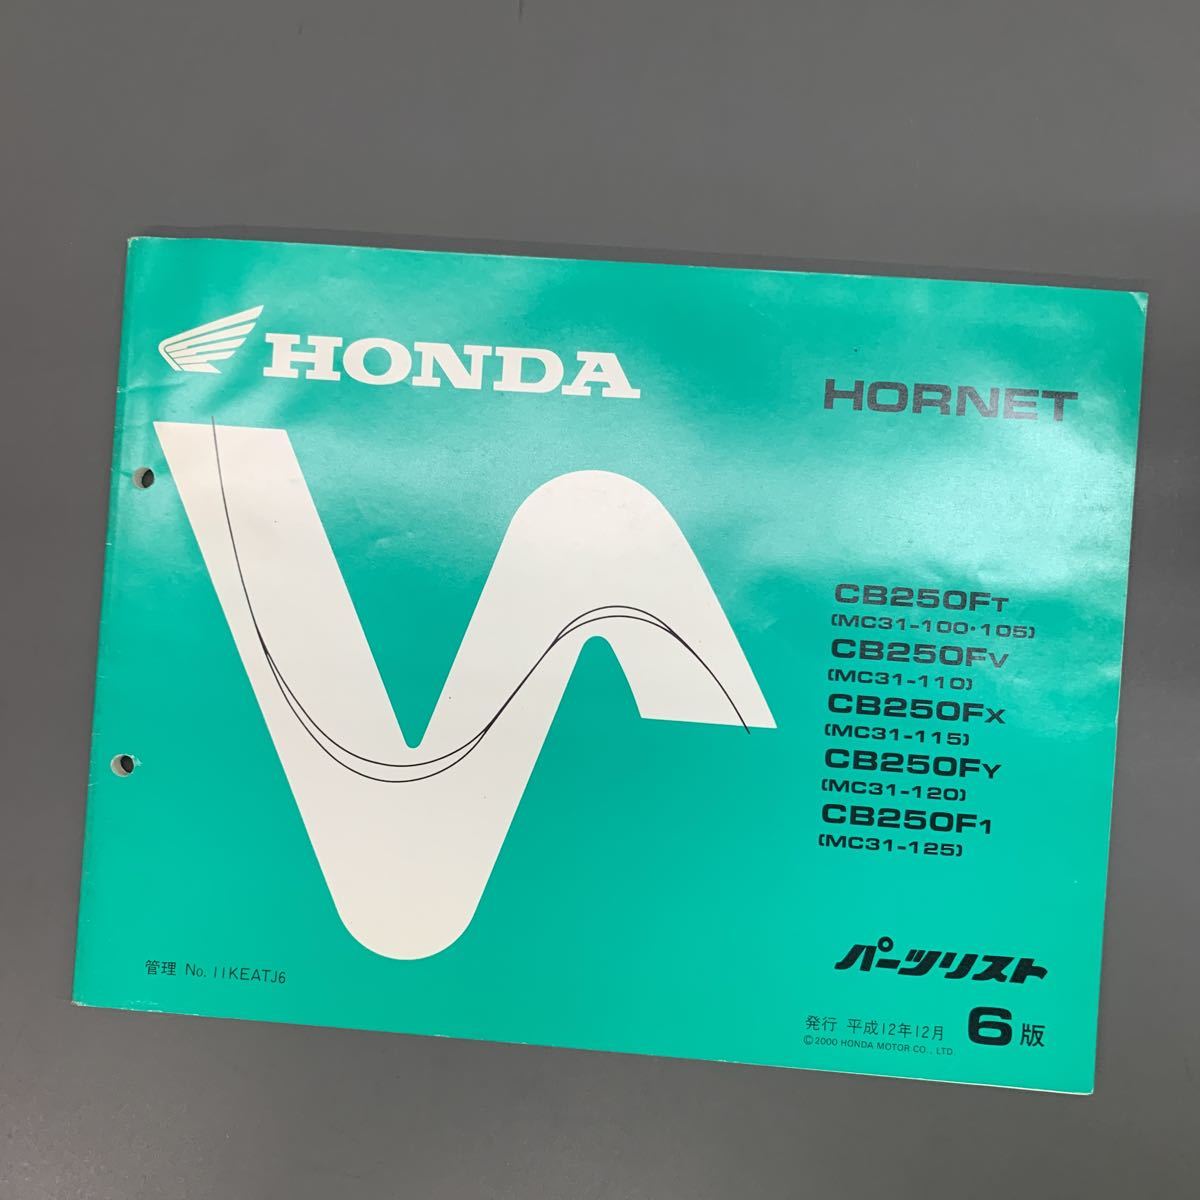 HONDA
HORNET
CB250FT
(MC31-100・105)
CB250FV
(MC31-110)
CB250FX
(MC31-115)
CB250FY
(MC31-120)
CB250F1
(MC31-125)
パーツリスト
管理 No. 11KEATJ6
発行 平成12年12月 6版
©2000 HONDA MOTOR CO., LTD.